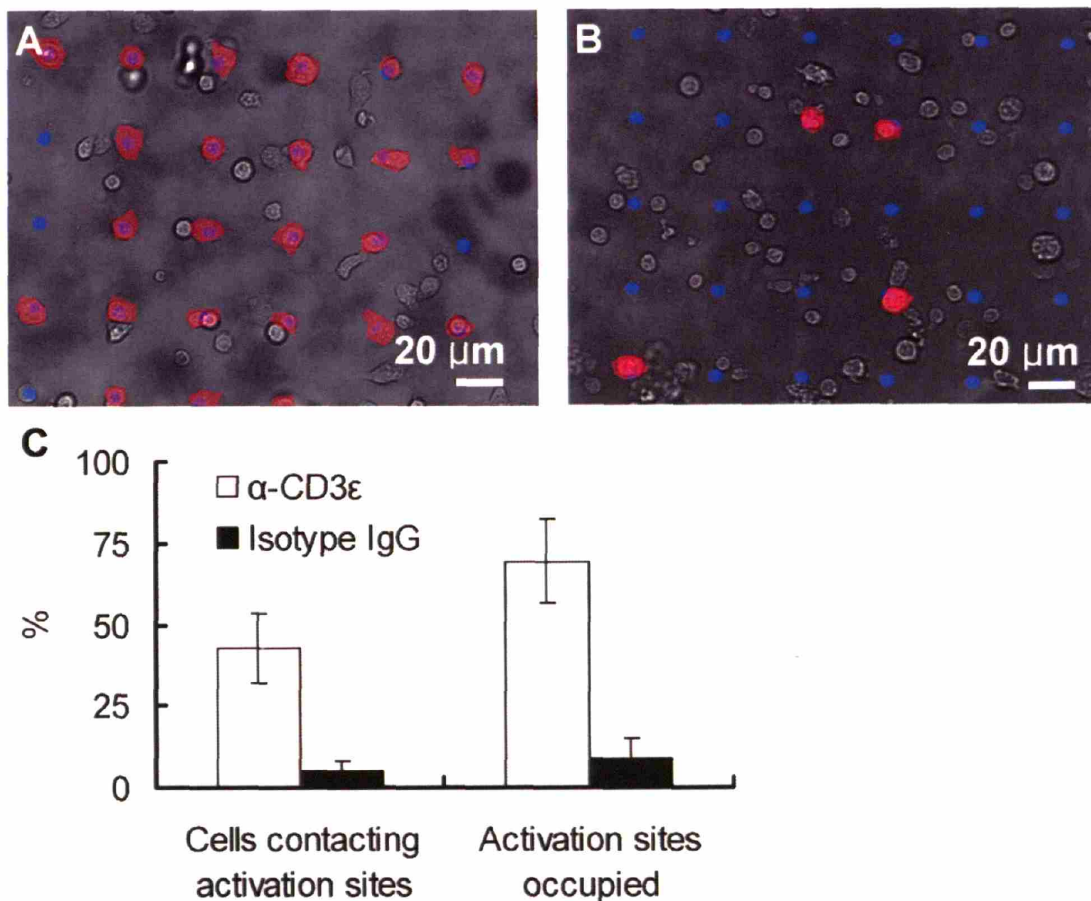 A
B
20 μm
20 μm
C
100
75
50
25
0
%
α-CD3ε
Isotype IgG
Cells contacting
activation sites
Activation sites
occupied